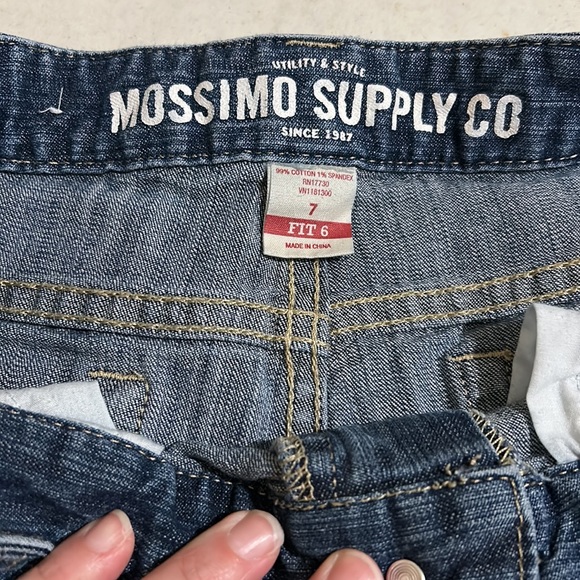 UTILITY & STYLE
MOSSIMO SUPPLY CO
SINCE 1987
99% COTTON 1% SPANDEX
RN17730
VN1181300
7
FIT 6
MADE IN CHINA